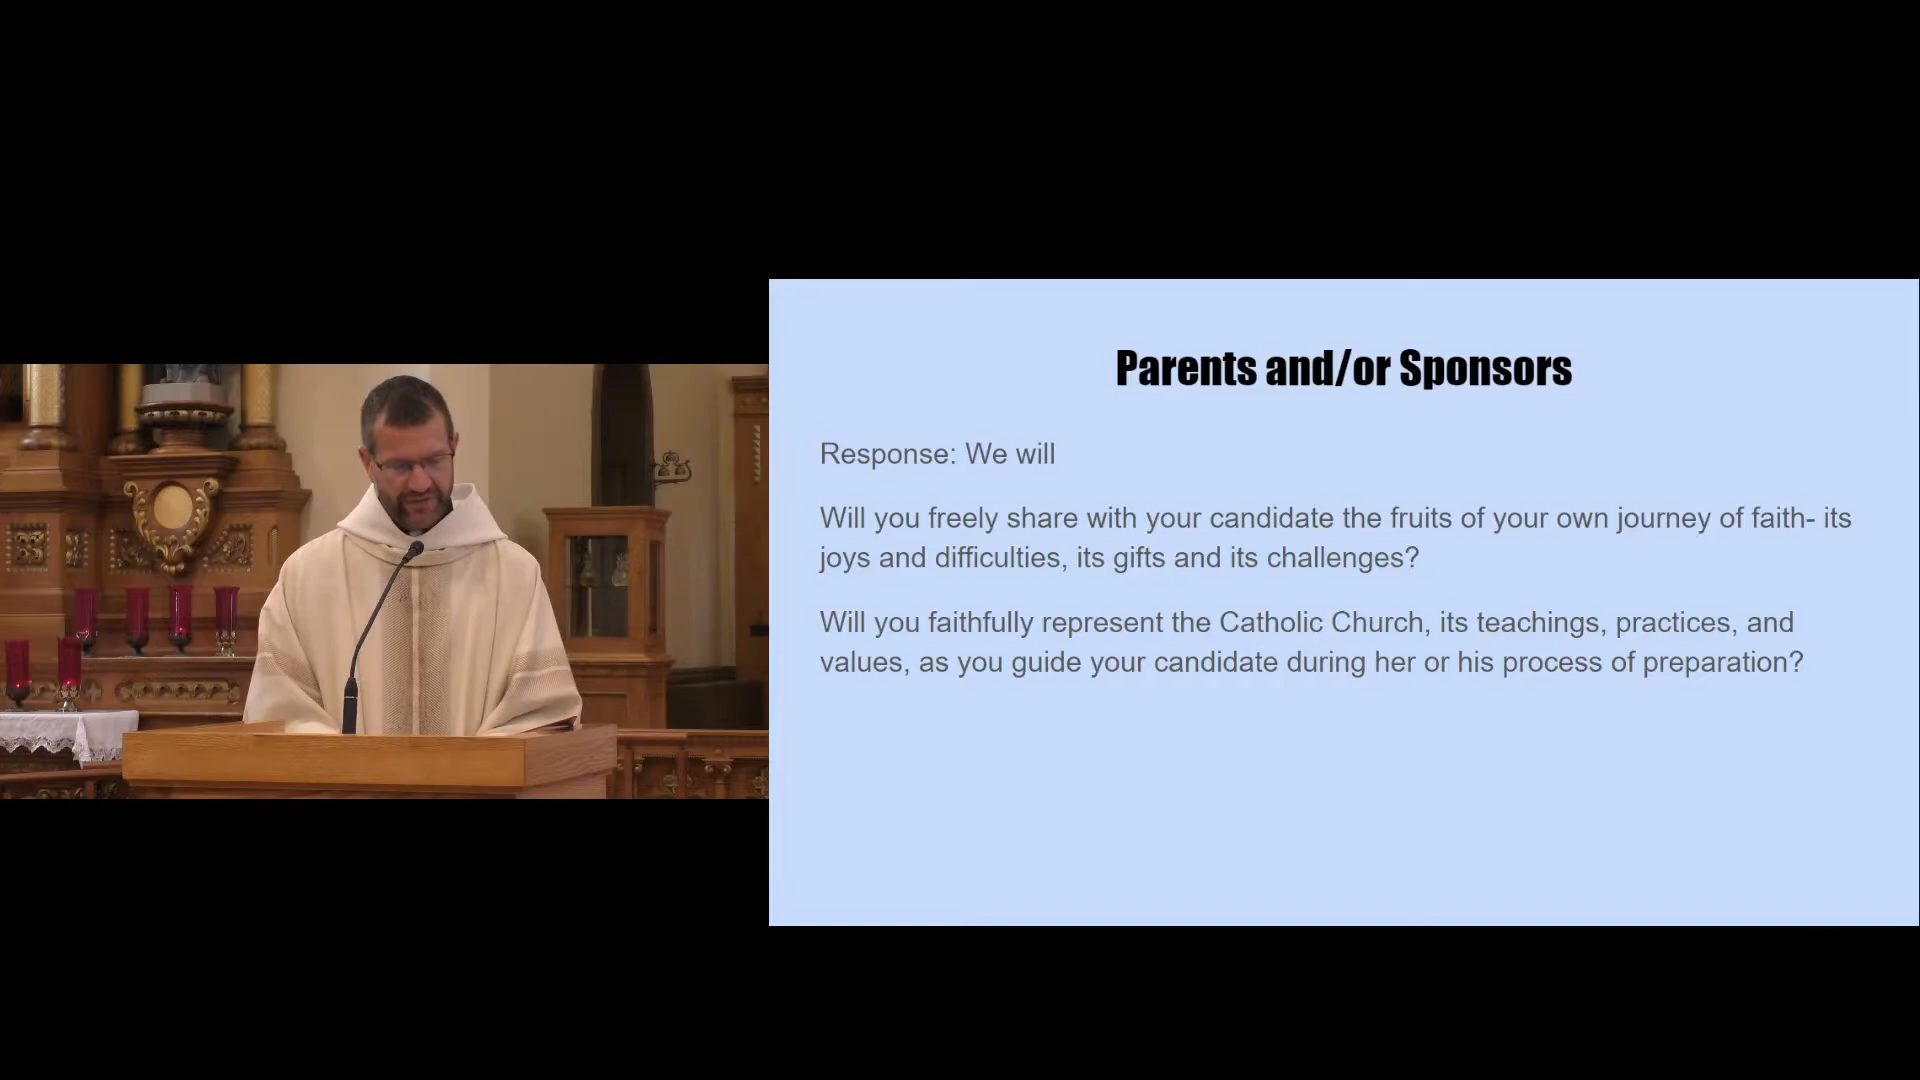 Parents and/or Sponsors
Response: We will
Will you freely share with your candidate the fruits of your own journey of faith- its
joys and difficulties, its gifts and its challenges?
Will you faithfully represent the Catholic Church, its teachings, practices, and
values, as you guide your candidate during her or his process of preparation?